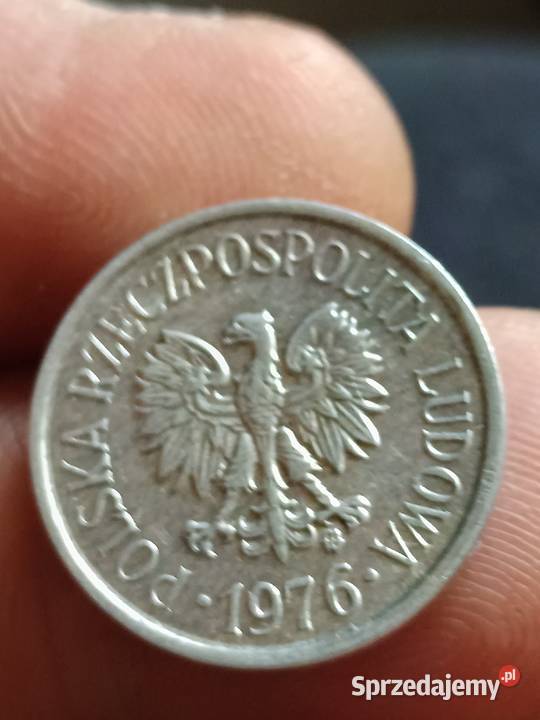 POLSKA RZECZPOSPOLITA LUDOWA
· 1976 ·
Sprzedajemy.pl